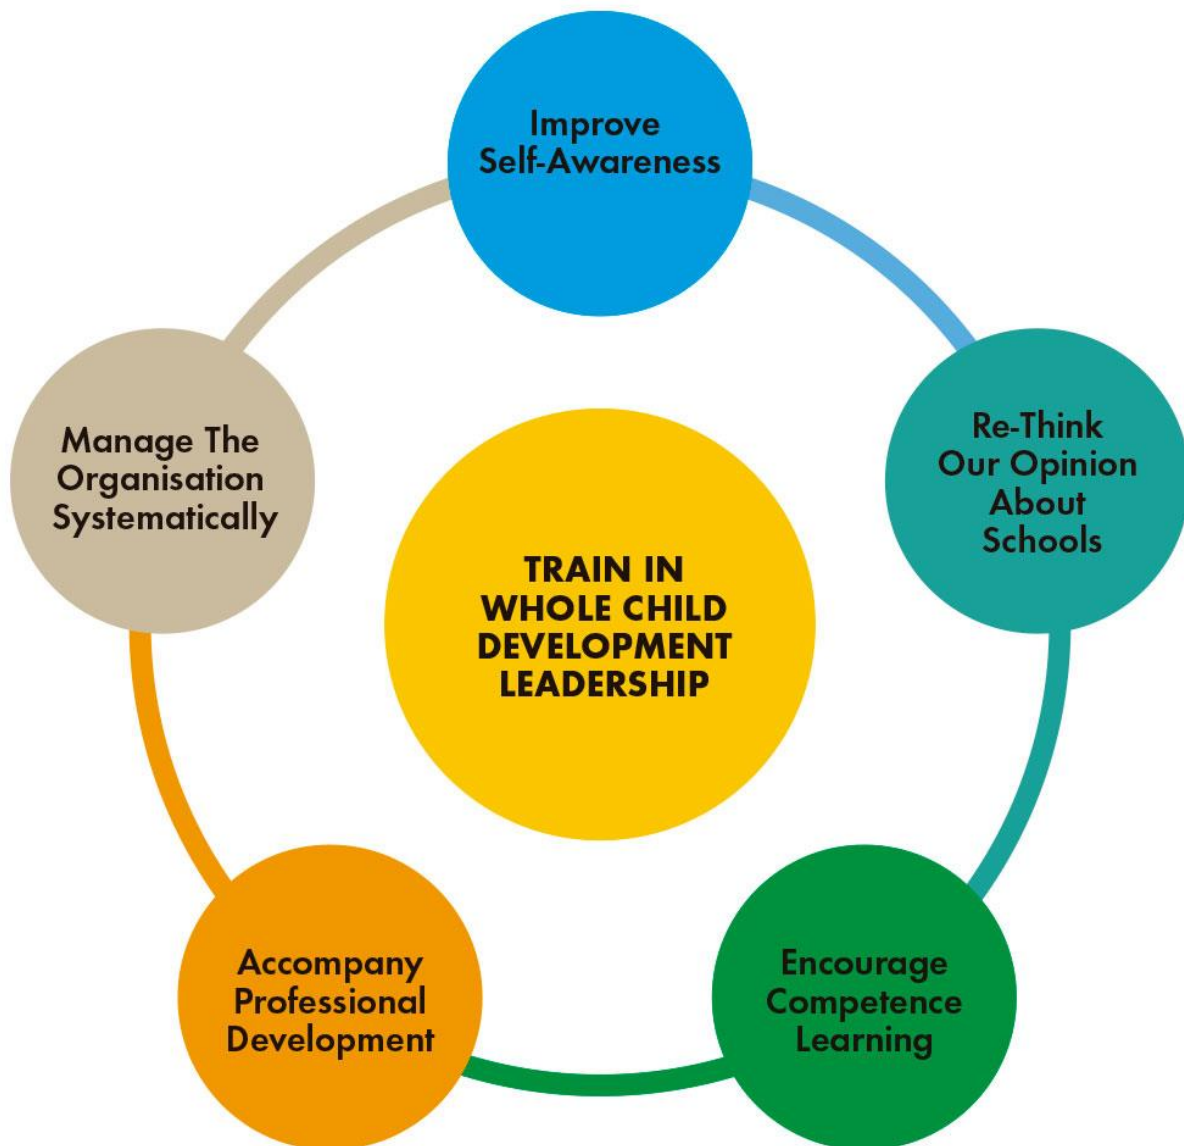 Improve
Self-Awareness
Re-Think
Our Opinion
About
Schools
Encourage
Competence
Learning
Accompany
Professional
Development
Manage The
Organisation
Systematically
TRAIN IN
WHOLE CHILD
DEVELOPMENT
LEADERSHIP